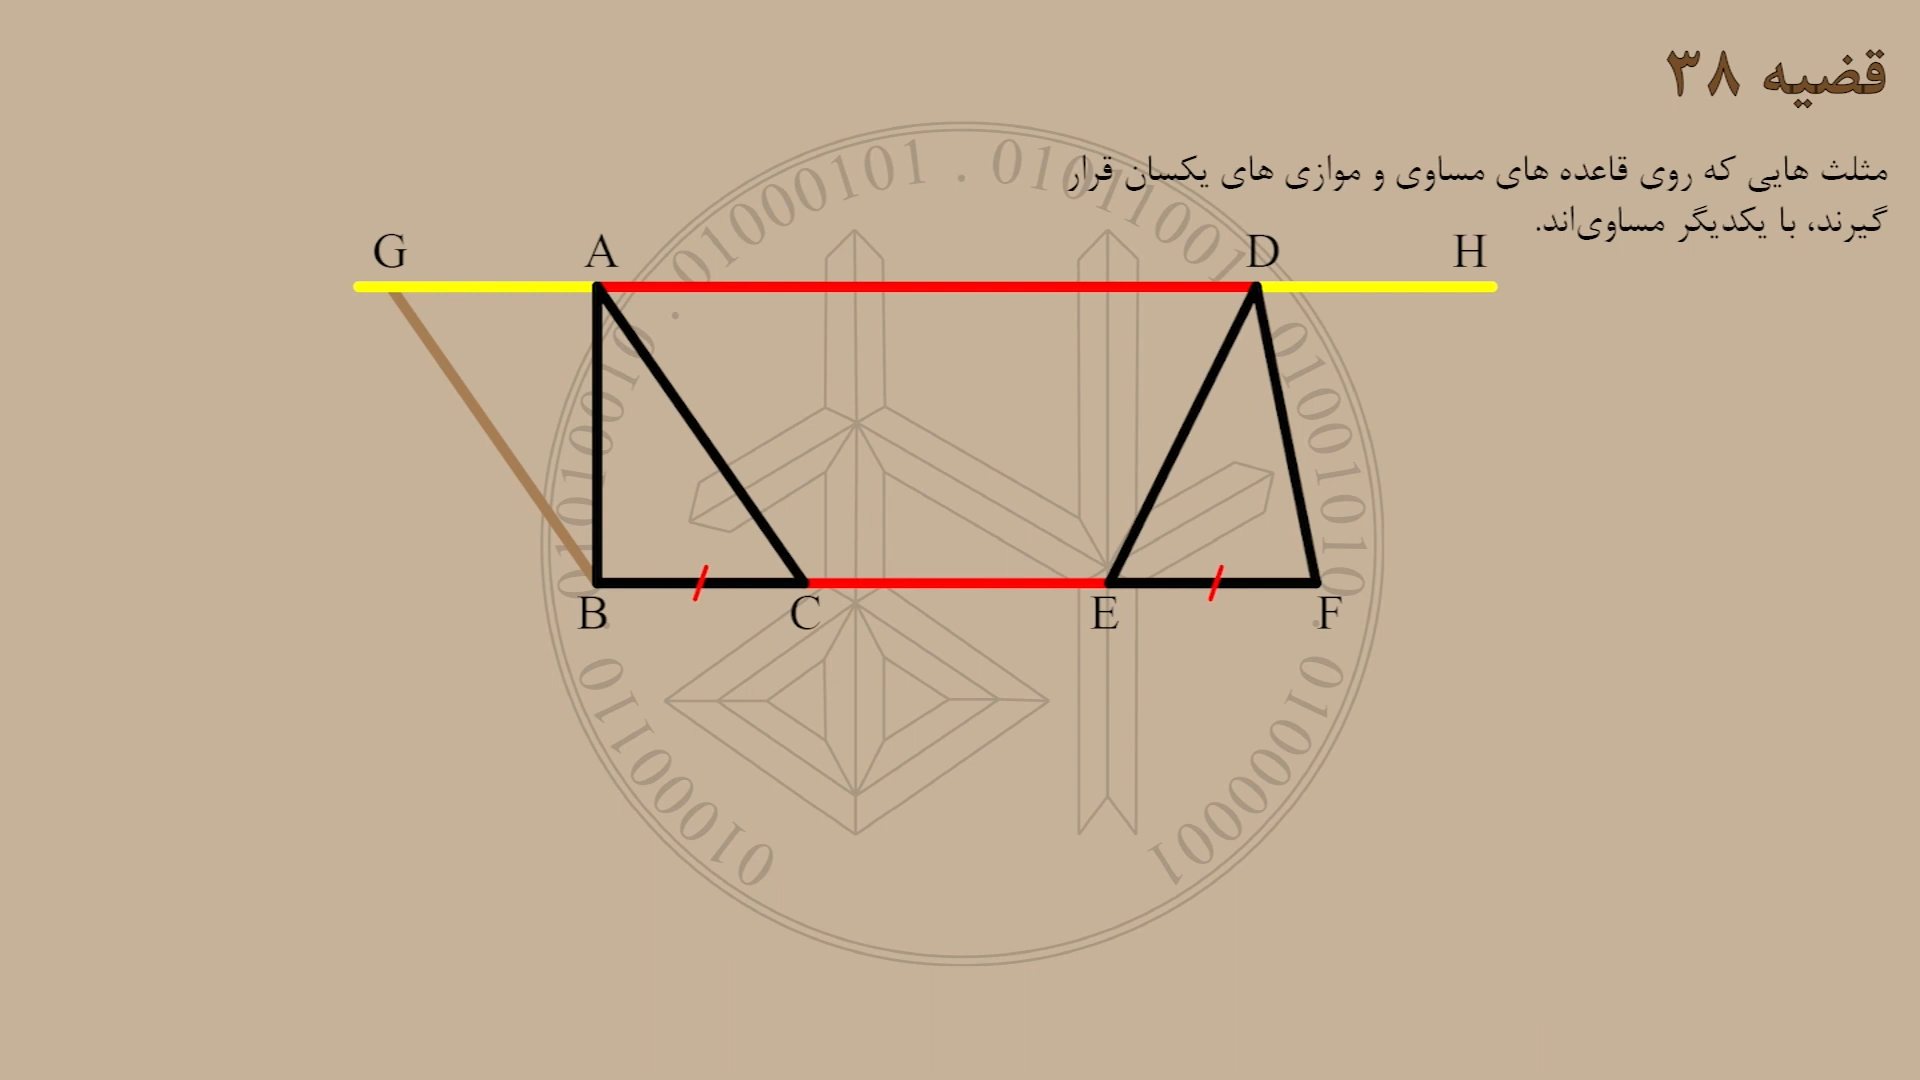 قضیه ۳۸
مثلث هایی که روی قاعده های مساوی و موازی های یکسان قرار
گیرند، با یکدیگر مساوی‌اند.
G A D H
B C E F